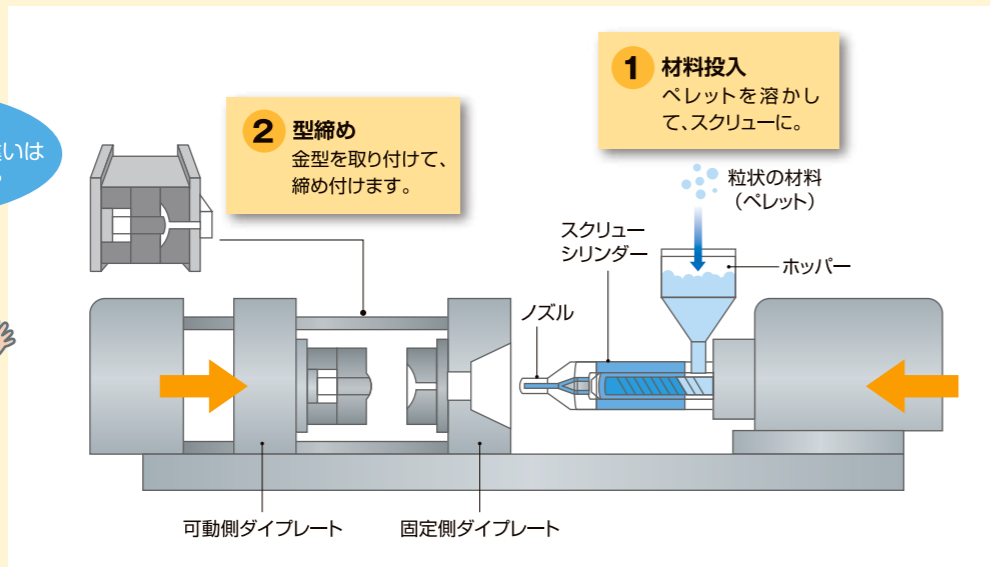 1 材料投入
ペレットを溶かし
て、スクリューに。
2 型締め
金型を取り付けて、
締め付けます。
いは
粒状の材料
（ペレット）
スクリュー
シリンダー
ホッパー
ノズル
可動側ダイプレート
固定側ダイプレート